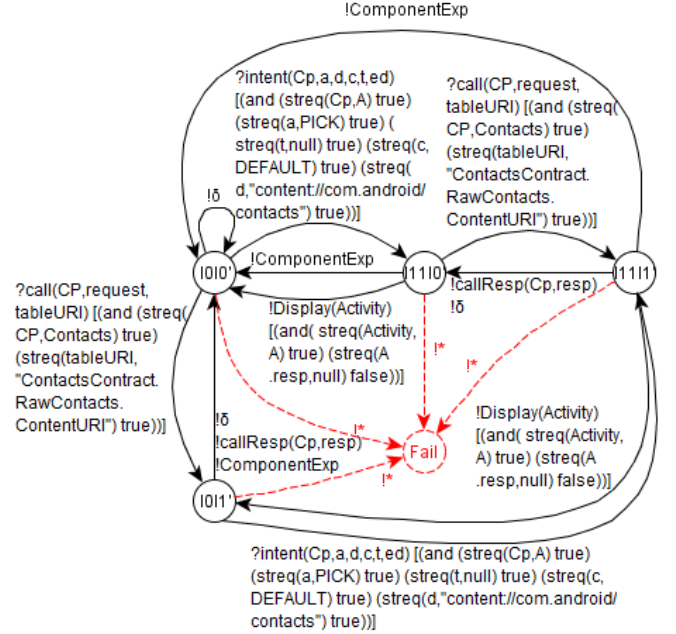 !ComponentExp
?intent(Cp,a,d,c,t,ed)
[(and (streq(Cp,A) true)
(streq(a,PICK) true) (
streq(t,null) true) (streq(c,
DEFAULT) true) (streq(
d,"content://com.android/
contacts") true))]
?call(CP,request,
tableURI) [(and (streq(
CP,Contacts) true)
(streq(tableURI,
"ContactsContract.
RawContacts.
ContentURI") true))]
!δ
l0l0'
!ComponentExp
l1l0
l1l1
!callResp(Cp,resp)
!δ
?call(CP,request,
tableURI) [(and (streq(
CP,Contacts) true)
(streq(tableURI,
"ContactsContract.
RawContacts.
ContentURI") true))]
!Display(Activity)
[(and( streq(Activity,
A) true) (streq(A
.resp,null) false))]
!*
!*
!*
Fail
!*
!Display(Activity)
[(and( streq(Activity,
A) true) (streq(A
.resp,null) false))]
!δ
!callResp(Cp,resp)
!ComponentExp
l0l1'
?intent(Cp,a,d,c,t,ed) [(and (streq(Cp,A) true)
(streq(a,PICK) true) (streq(t,null) true) (streq(c,
DEFAULT) true) (streq(d,"content://com.android/
contacts") true))]